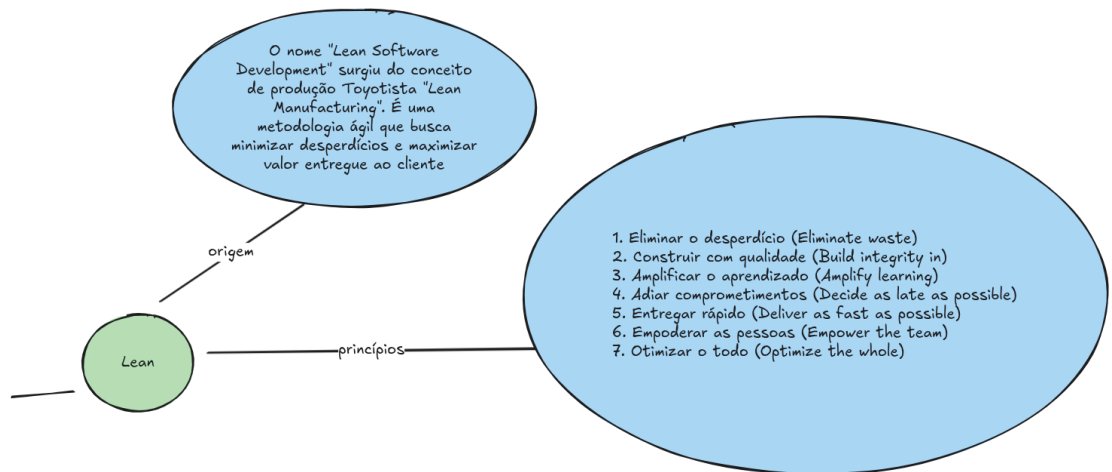 O nome "Lean Software
Development" surgiu do conceito
de produção Toyotista "Lean
Manufacturing". É uma
metodologia ágil que busca
minimizar desperdícios e maximizar
valor entregue ao cliente
origem
1. Eliminar o desperdício (Eliminate waste)
2. Construir com qualidade (Build integrity in)
3. Amplificar o aprendizado (Amplify learning)
4. Adiar comprometimentos (Decide as late as possible)
5. Entregar rápido (Deliver as fast as possible)
6. Empoderar as pessoas (Empower the team)
7. Otimizar o todo (Optimize the whole)
princípios
Lean